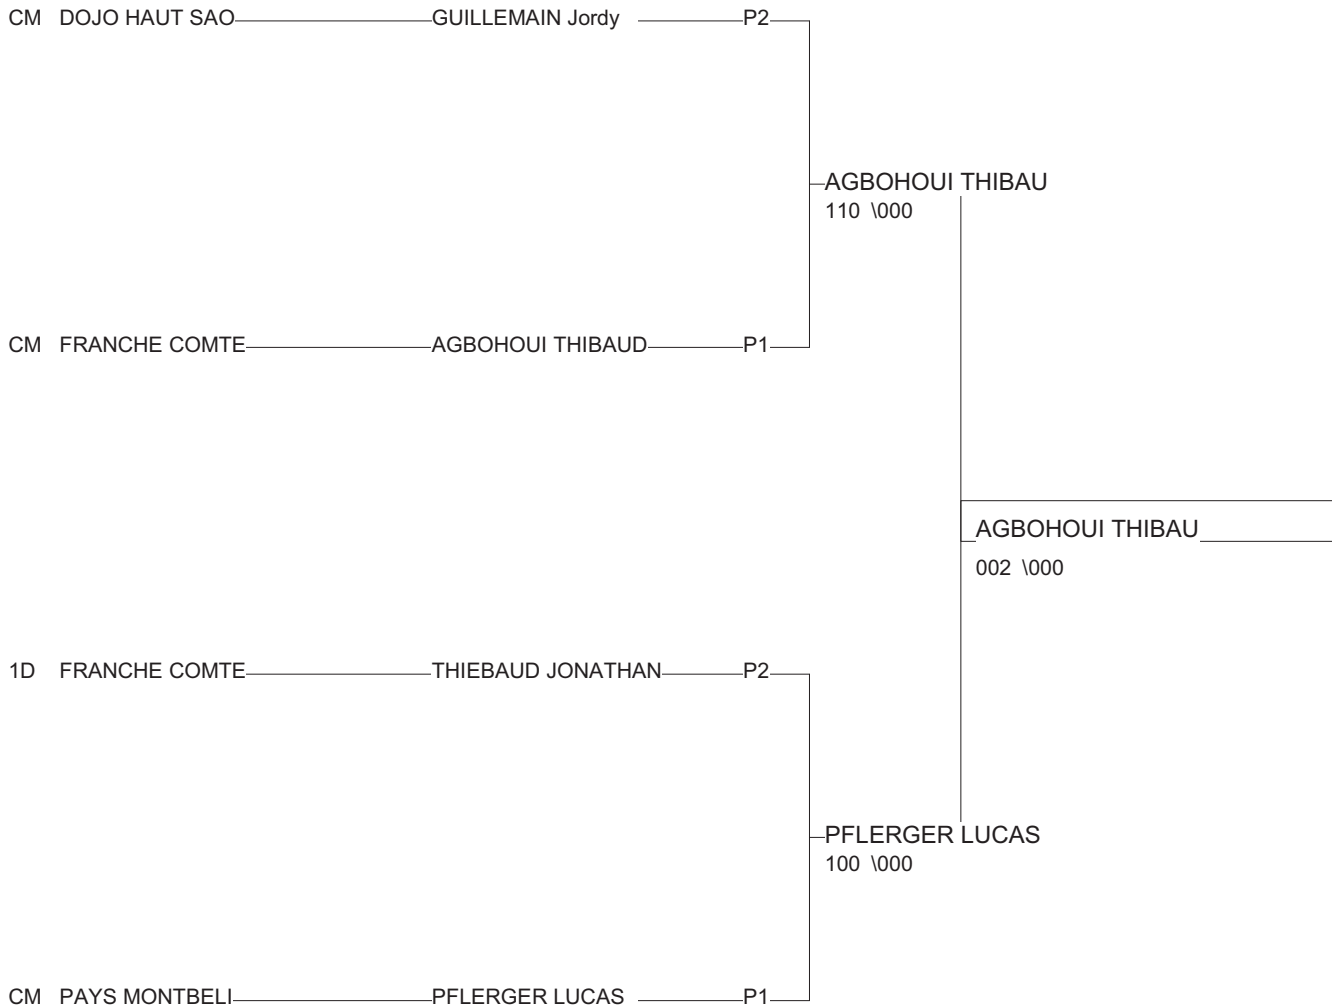 CM DOJO HAUT SAO GUILLEMAIN Jordy P2
AGBOHOUI THIBAU
110 \000
CM FRANCHE COMTE AGBOHOUI THIBAUD P1
AGBOHOUI THIBAU
002 \000
1D FRANCHE COMTE THIEBAUD JONATHAN P2
PFLERGER LUCAS
100 \000
CM PAYS MONTBELI PFLERGER LUCAS P1